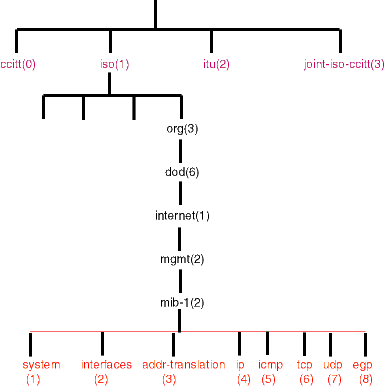 ccitt(0) iso(1) itu(2) joint-iso-ccitt(3)
org(3)
dod(6)
internet(1)
mgmt(2)
mib-1(2)
system interfaces addr-translation ip icmp tcp udp egp
(1) (2) (3) (4) (5) (6) (7) (8)